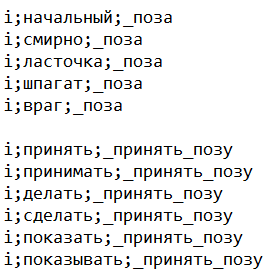 i;начальный;_поза
i;смирно;_поза
i;ласточка;_поза
i;шпагат;_поза
i;враг;_поза

i;принять;_принять_позу
i;принимать;_принять_позу
i;делать;_принять_позу
i;сделать;_принять_позу
i;показать;_принять_позу
i;показывать;_принять_позу